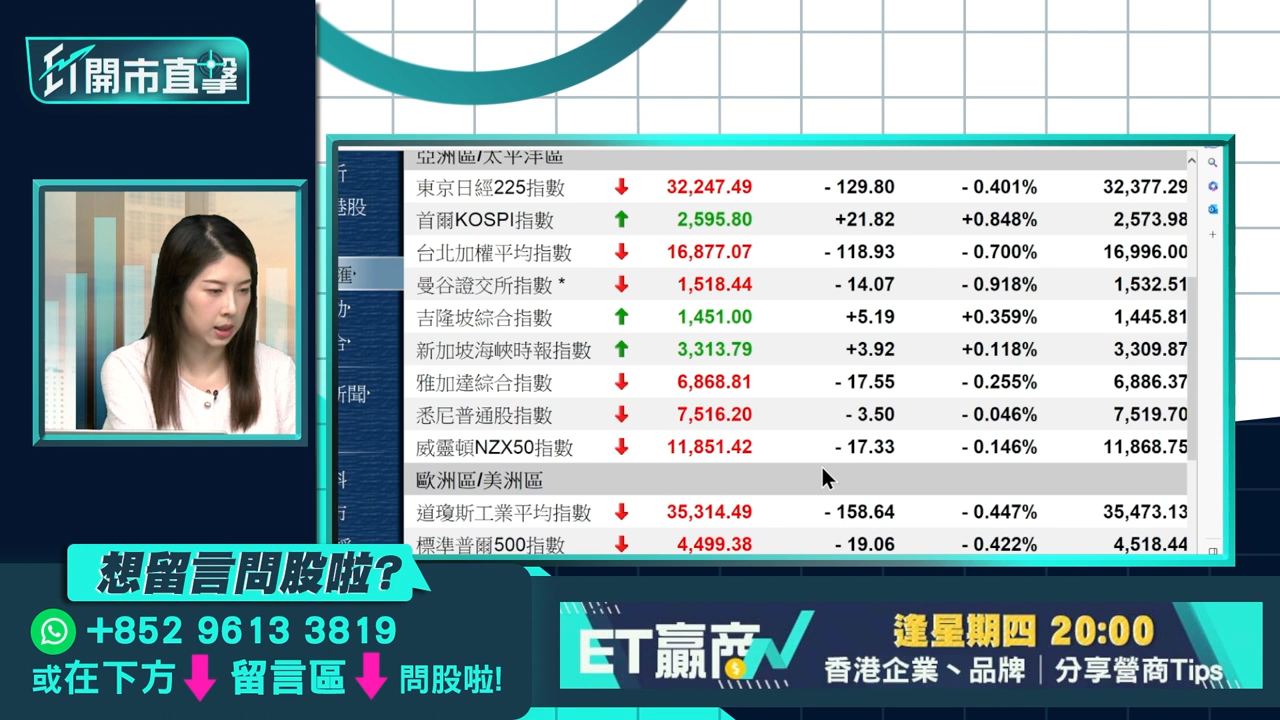 ET開市直擊
亞洲區/太平洋區
東京日經225指數 32,247.49 - 129.80 - 0.401% 32,377.29
港股
首爾KOSPI指數 2,595.80 +21.82 +0.848% 2,573.98
台北加權平均指數 16,877.07 - 118.93 - 0.700% 16,996.00
匯
曼谷證交所指數 * 1,518.44 - 14.07 - 0.918% 1,532.51
吉隆坡綜合指數 1,451.00 +5.19 +0.359% 1,445.81
新加坡海峽時報指數 3,313.79 +3.92 +0.118% 3,309.87
雅加達綜合指數 6,868.81 - 17.55 - 0.255% 6,886.37
新聞
悉尼普通股指數 7,516.20 - 3.50 - 0.046% 7,519.70
威靈頓NZX50指數 11,851.42 - 17.33 - 0.146% 11,868.75
歐洲區/美洲區
道瓊斯工業平均指數 35,314.49 - 158.64 - 0.447% 35,473.13
標準普爾500指數 4,499.38 - 19.06 - 0.422% 4,518.44
想留言問股啦?
+852 9613 3819
或在下方 留言區 問股啦!
ET贏商
逢星期四 20:00
香港企業、品牌｜分享營商Tips